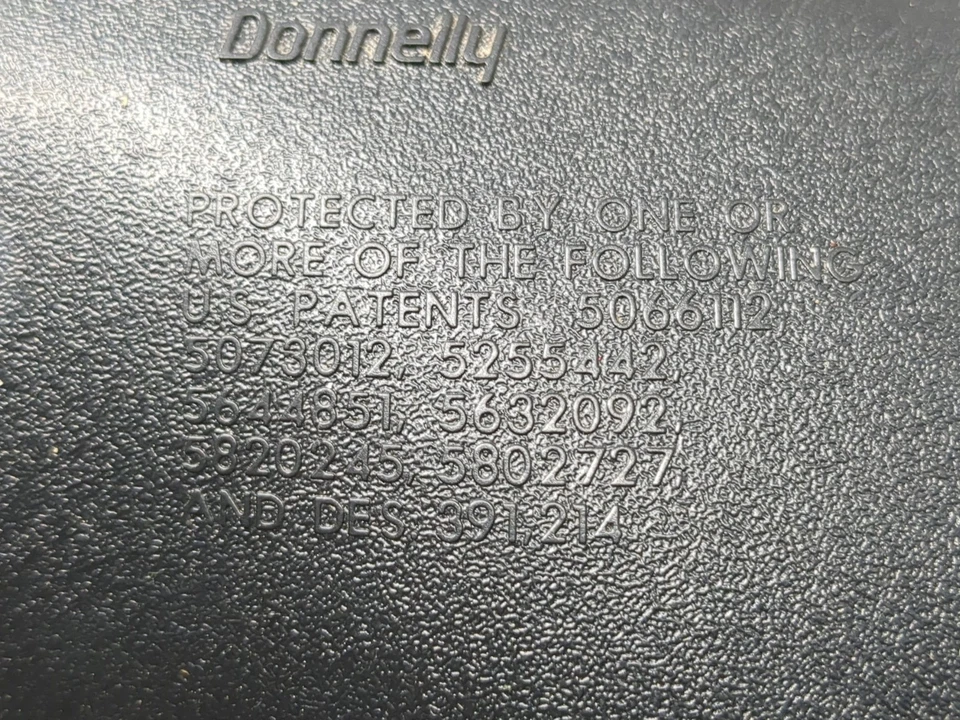 Donnelly
PROTECTED BY ONE OR
MORE OF THE FOLLOWING
U.S. PATENTS 5066112,
5073012, 5255442,
5644851, 5632092,
5820245, 5802727,
AND DES. 391,214